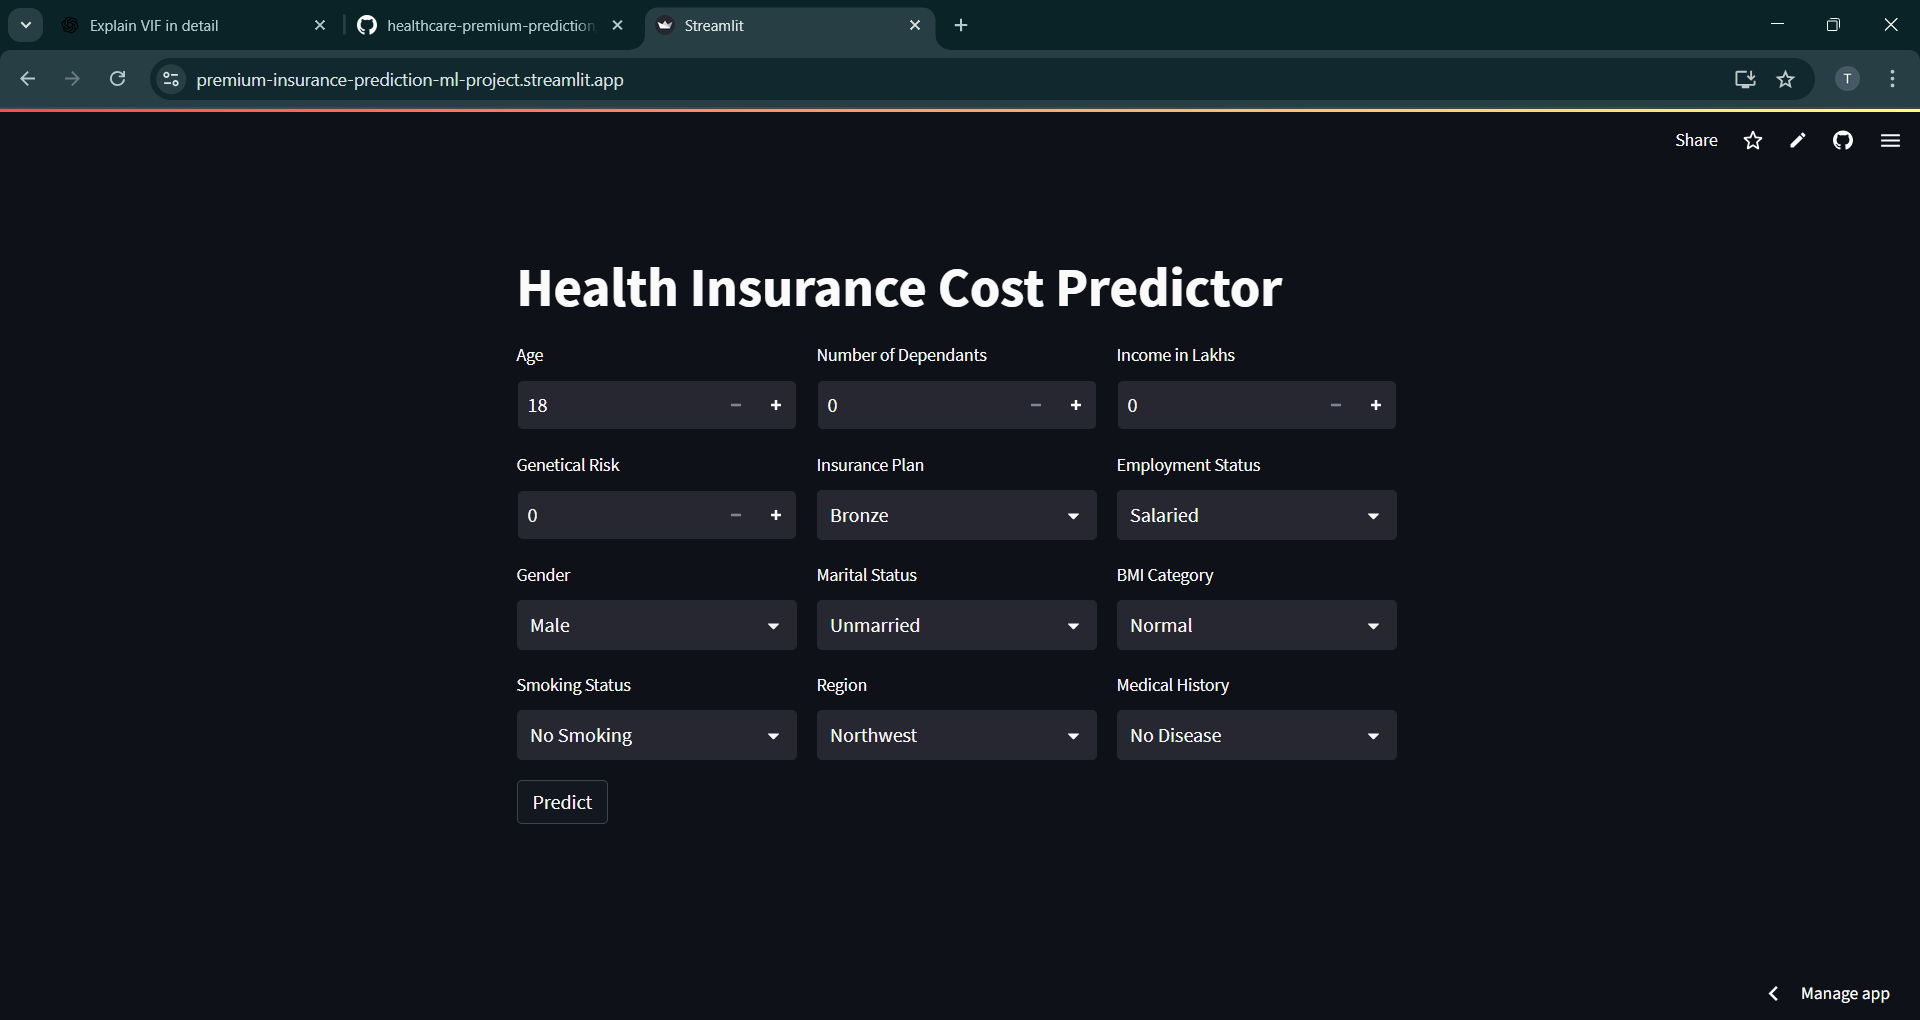 Explain VIF in detail
healthcare-premium-prediction
Streamlit
premium-insurance-prediction-ml-project.streamlit.app
T
Share
Health Insurance Cost Predictor
Age Number of Dependants Income in Lakhs
18 0 0
Genetical Risk Insurance Plan Employment Status
0 Bronze Salaried
Gender Marital Status BMI Category
Male Unmarried Normal
Smoking Status Region Medical History
No Smoking Northwest No Disease
Predict
Manage app